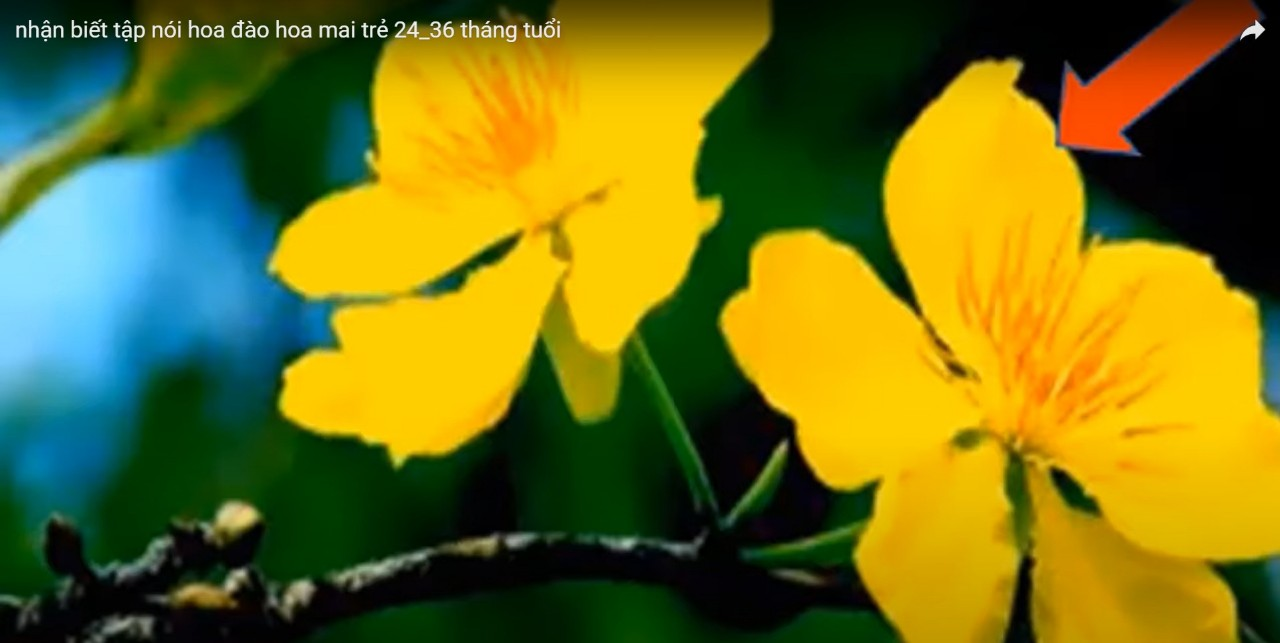 nhận biết tập nói hoa đào hoa mai trẻ 24_36 tháng tuổi